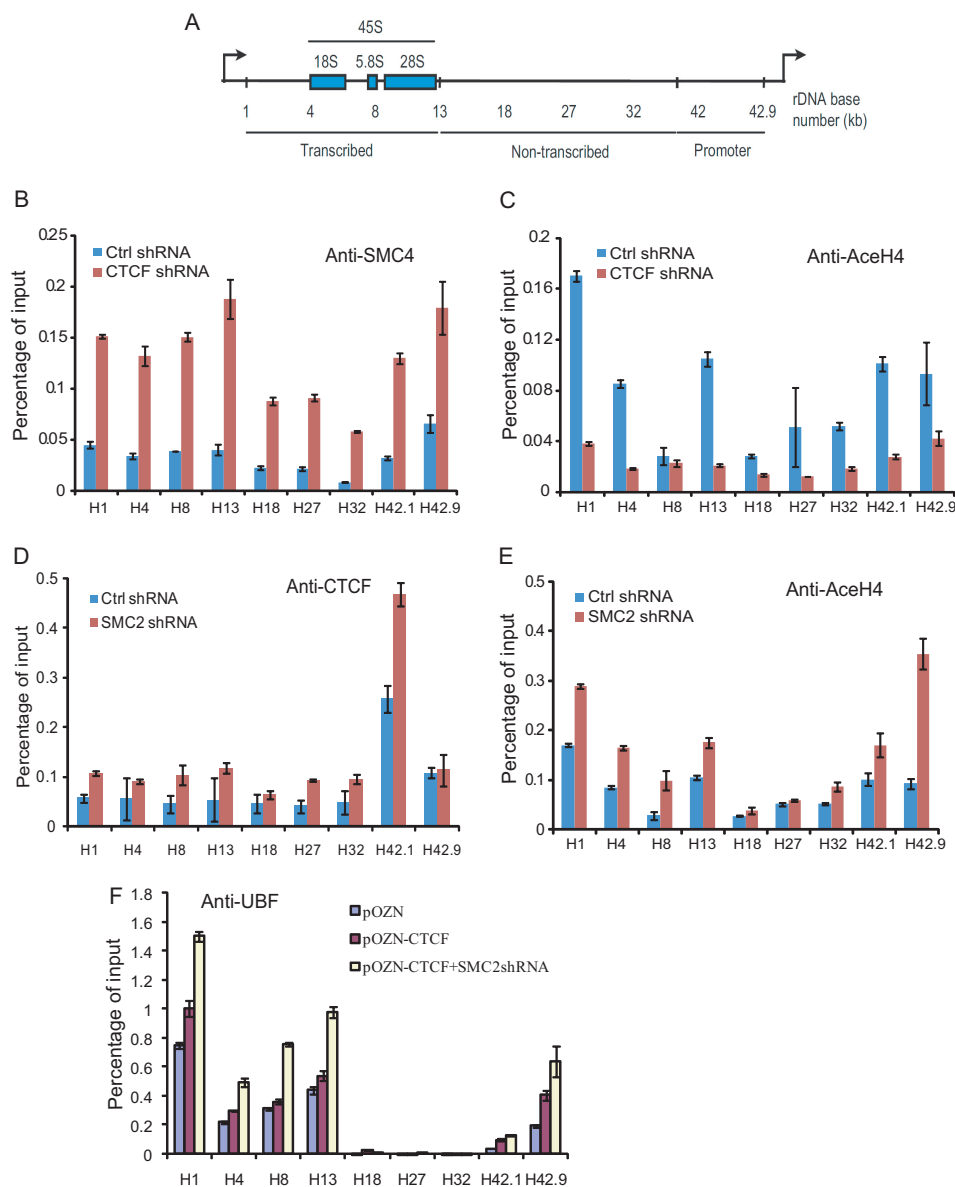 A
45S
18S 5.8S 28S
1 4 8 13 18 27 32 42 42.9
rDNA base
number (kb)
Transcribed Non-transcribed Promoter
B
Anti-SMC4
Ctrl shRNA
CTCF shRNA
Percentage of input
0.25
0.2
0.15
0.1
0.05
0
H1 H4 H8 H13 H18 H27 H32 H42.1 H42.9
C
Anti-AceH4
Ctrl shRNA
CTCF shRNA
Percentage of input
0.2
0.16
0.12
0.08
0.04
0
H1 H4 H8 H13 H18 H27 H32 H42.1 H42.9
D
Anti-CTCF
Ctrl shRNA
SMC2 shRNA
Percentage of input
0.5
0.4
0.3
0.2
0.1
0
H1 H4 H8 H13 H18 H27 H32 H42.1 H42.9
E
Anti-AceH4
Ctrl shRNA
SMC2 shRNA
Percentage of input
0.5
0.4
0.3
0.2
0.1
0
H1 H4 H8 H13 H18 H27 H32 H42.1 H42.9
F
Anti-UBF
pOZN
pOZN-CTCF
pOZN-CTCF+SMC2shRNA
Percentage of input
1.8
1.6
1.4
1.2
1
0.8
0.6
0.4
0.2
0
H1 H4 H8 H13 H18 H27 H32 H42.1 H42.9